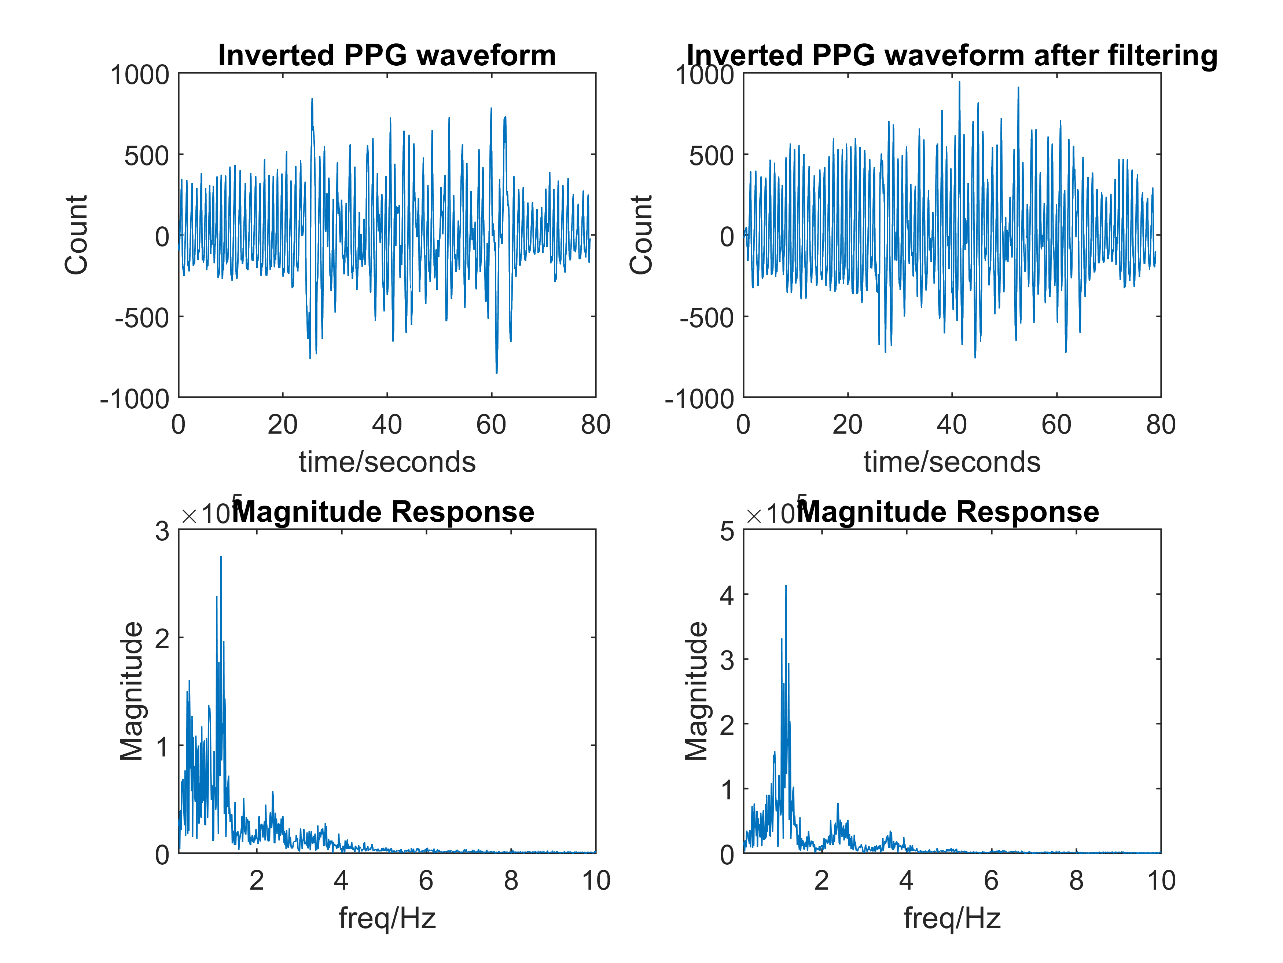 Inverted PPG waveform
1000
500
0
-500
-1000
Count
0 20 40 60 80
time/seconds
Inverted PPG waveform after filtering
1000
500
0
-500
-1000
Count
0 20 40 60 80
time/seconds
×10⁵
Magnitude Response
3
2
1
0
Magnitude
2 4 6 8 10
freq/Hz
×10⁵
Magnitude Response
5
4
3
2
1
0
Magnitude
2 4 6 8 10
freq/Hz